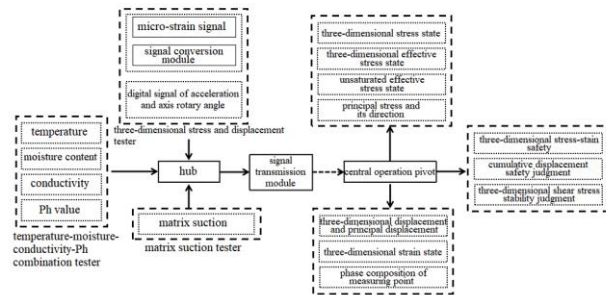 micro-strain signal
signal conversion
module
digital signal of acceleration
and axis rotary angle
three-dimensional stress and displacement
tester
temperature
moisture content
conductivity
Ph value
temperature-moisture-
conductivity-Ph
combination tester
hub
matrix suction
matrix suction tester
signal
transmission
module
central operation pivot
three-dimensional stress state
three-dimensional effective
stress state
unsaturated effective
stress state
principal stress and
its direction
three-dimensional displacement
and principal displacement
three-dimensional strain state
phase composition of
measuring point
three-dimensional stress-stain
safety
cumulative displacement
safety judgment
three-dimensional shear stress
stability judgment